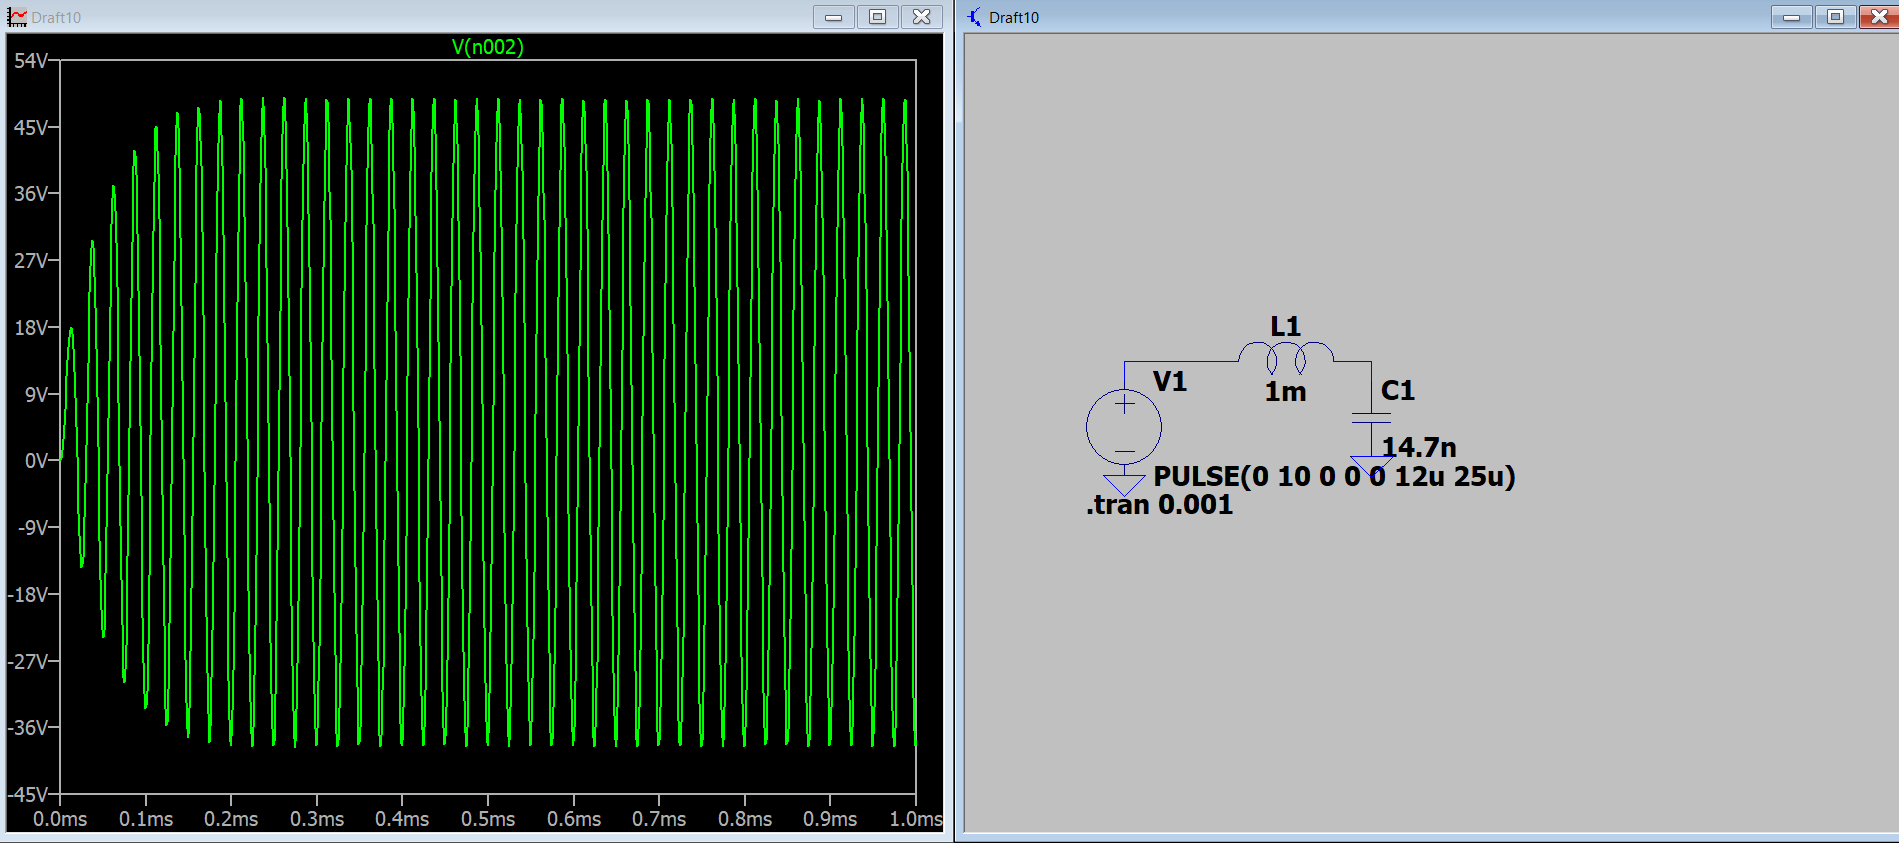 Draft10
V(n002)
54V
45V
36V
27V
18V
9V
0V
-9V
-18V
-27V
-36V
-45V
0.0ms 0.1ms 0.2ms 0.3ms 0.4ms 0.5ms 0.6ms 0.7ms 0.8ms 0.9ms 1.0ms
Draft10
L1
V1
1m
C1
14.7n
PULSE(0 10 0 0 0 12u 25u)
.tran 0.001